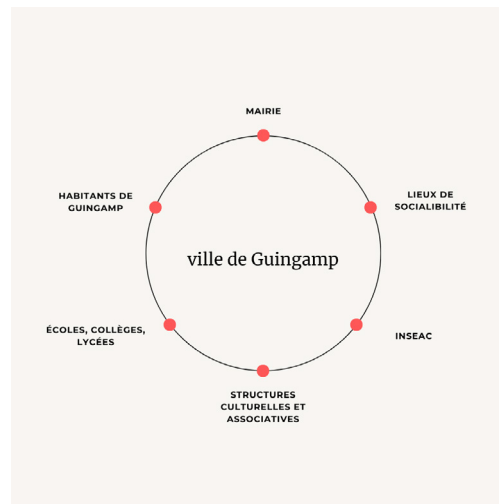 MAIRIE
HABITANTS DE
GUINGAMP
LIEUX DE
SOCIALIBILITÉ
ville de Guingamp
ÉCOLES, COLLÈGES,
LYCÉES
INSEAC
STRUCTURES
CULTURELLES ET
ASSOCIATIVES